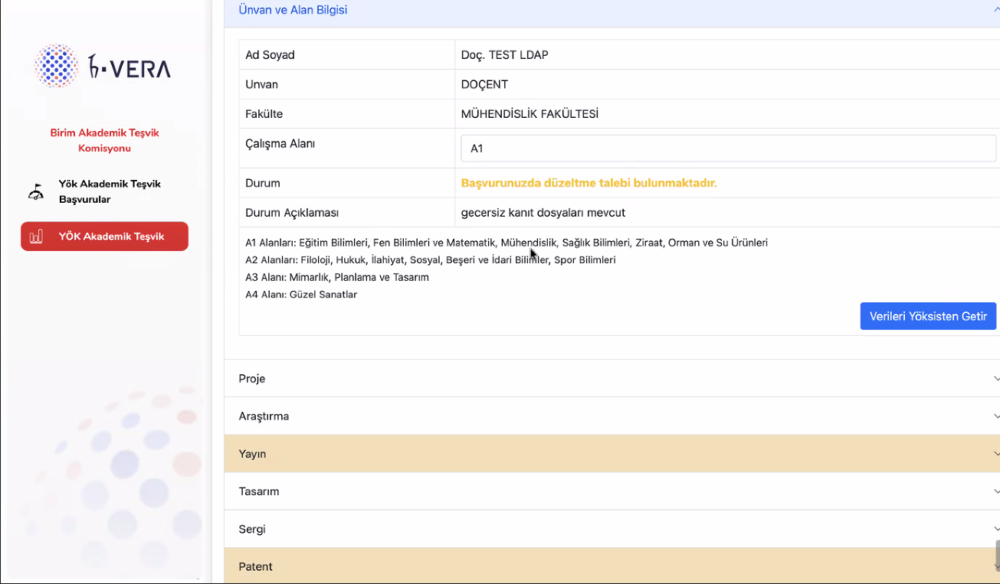 Ünvan ve Alan Bilgisi
VERA
Birim Akademik Teşvik
Komisyonu
Yök Akademik Teşvik
Başvurular
YÖK Akademik Teşvik
Ad Soyad Doç. TEST LDAP
Unvan DOÇENT
Fakülte MÜHENDİSLİK FAKÜLTESİ
Çalışma Alanı A1
Durum Başvurunuzda düzeltme talebi bulunmaktadır.
Durum Açıklaması gecersiz kanıt dosyaları mevcut
A1 Alanları: Eğitim Bilimleri, Fen Bilimleri ve Matematik, Mühendislik, Sağlık Bilimleri, Ziraat, Orman ve Su Ürünleri
A2 Alanları: Filoloji, Hukuk, İlahiyat, Sosyal, Beşeri ve İdari Bilimler, Spor Bilimleri
A3 Alanı: Mimarlık, Planlama ve Tasarım
A4 Alanı: Güzel Sanatlar
Verileri Yöksisten Getir
Proje
Araştırma
Yayın
Tasarım
Sergi
Patent